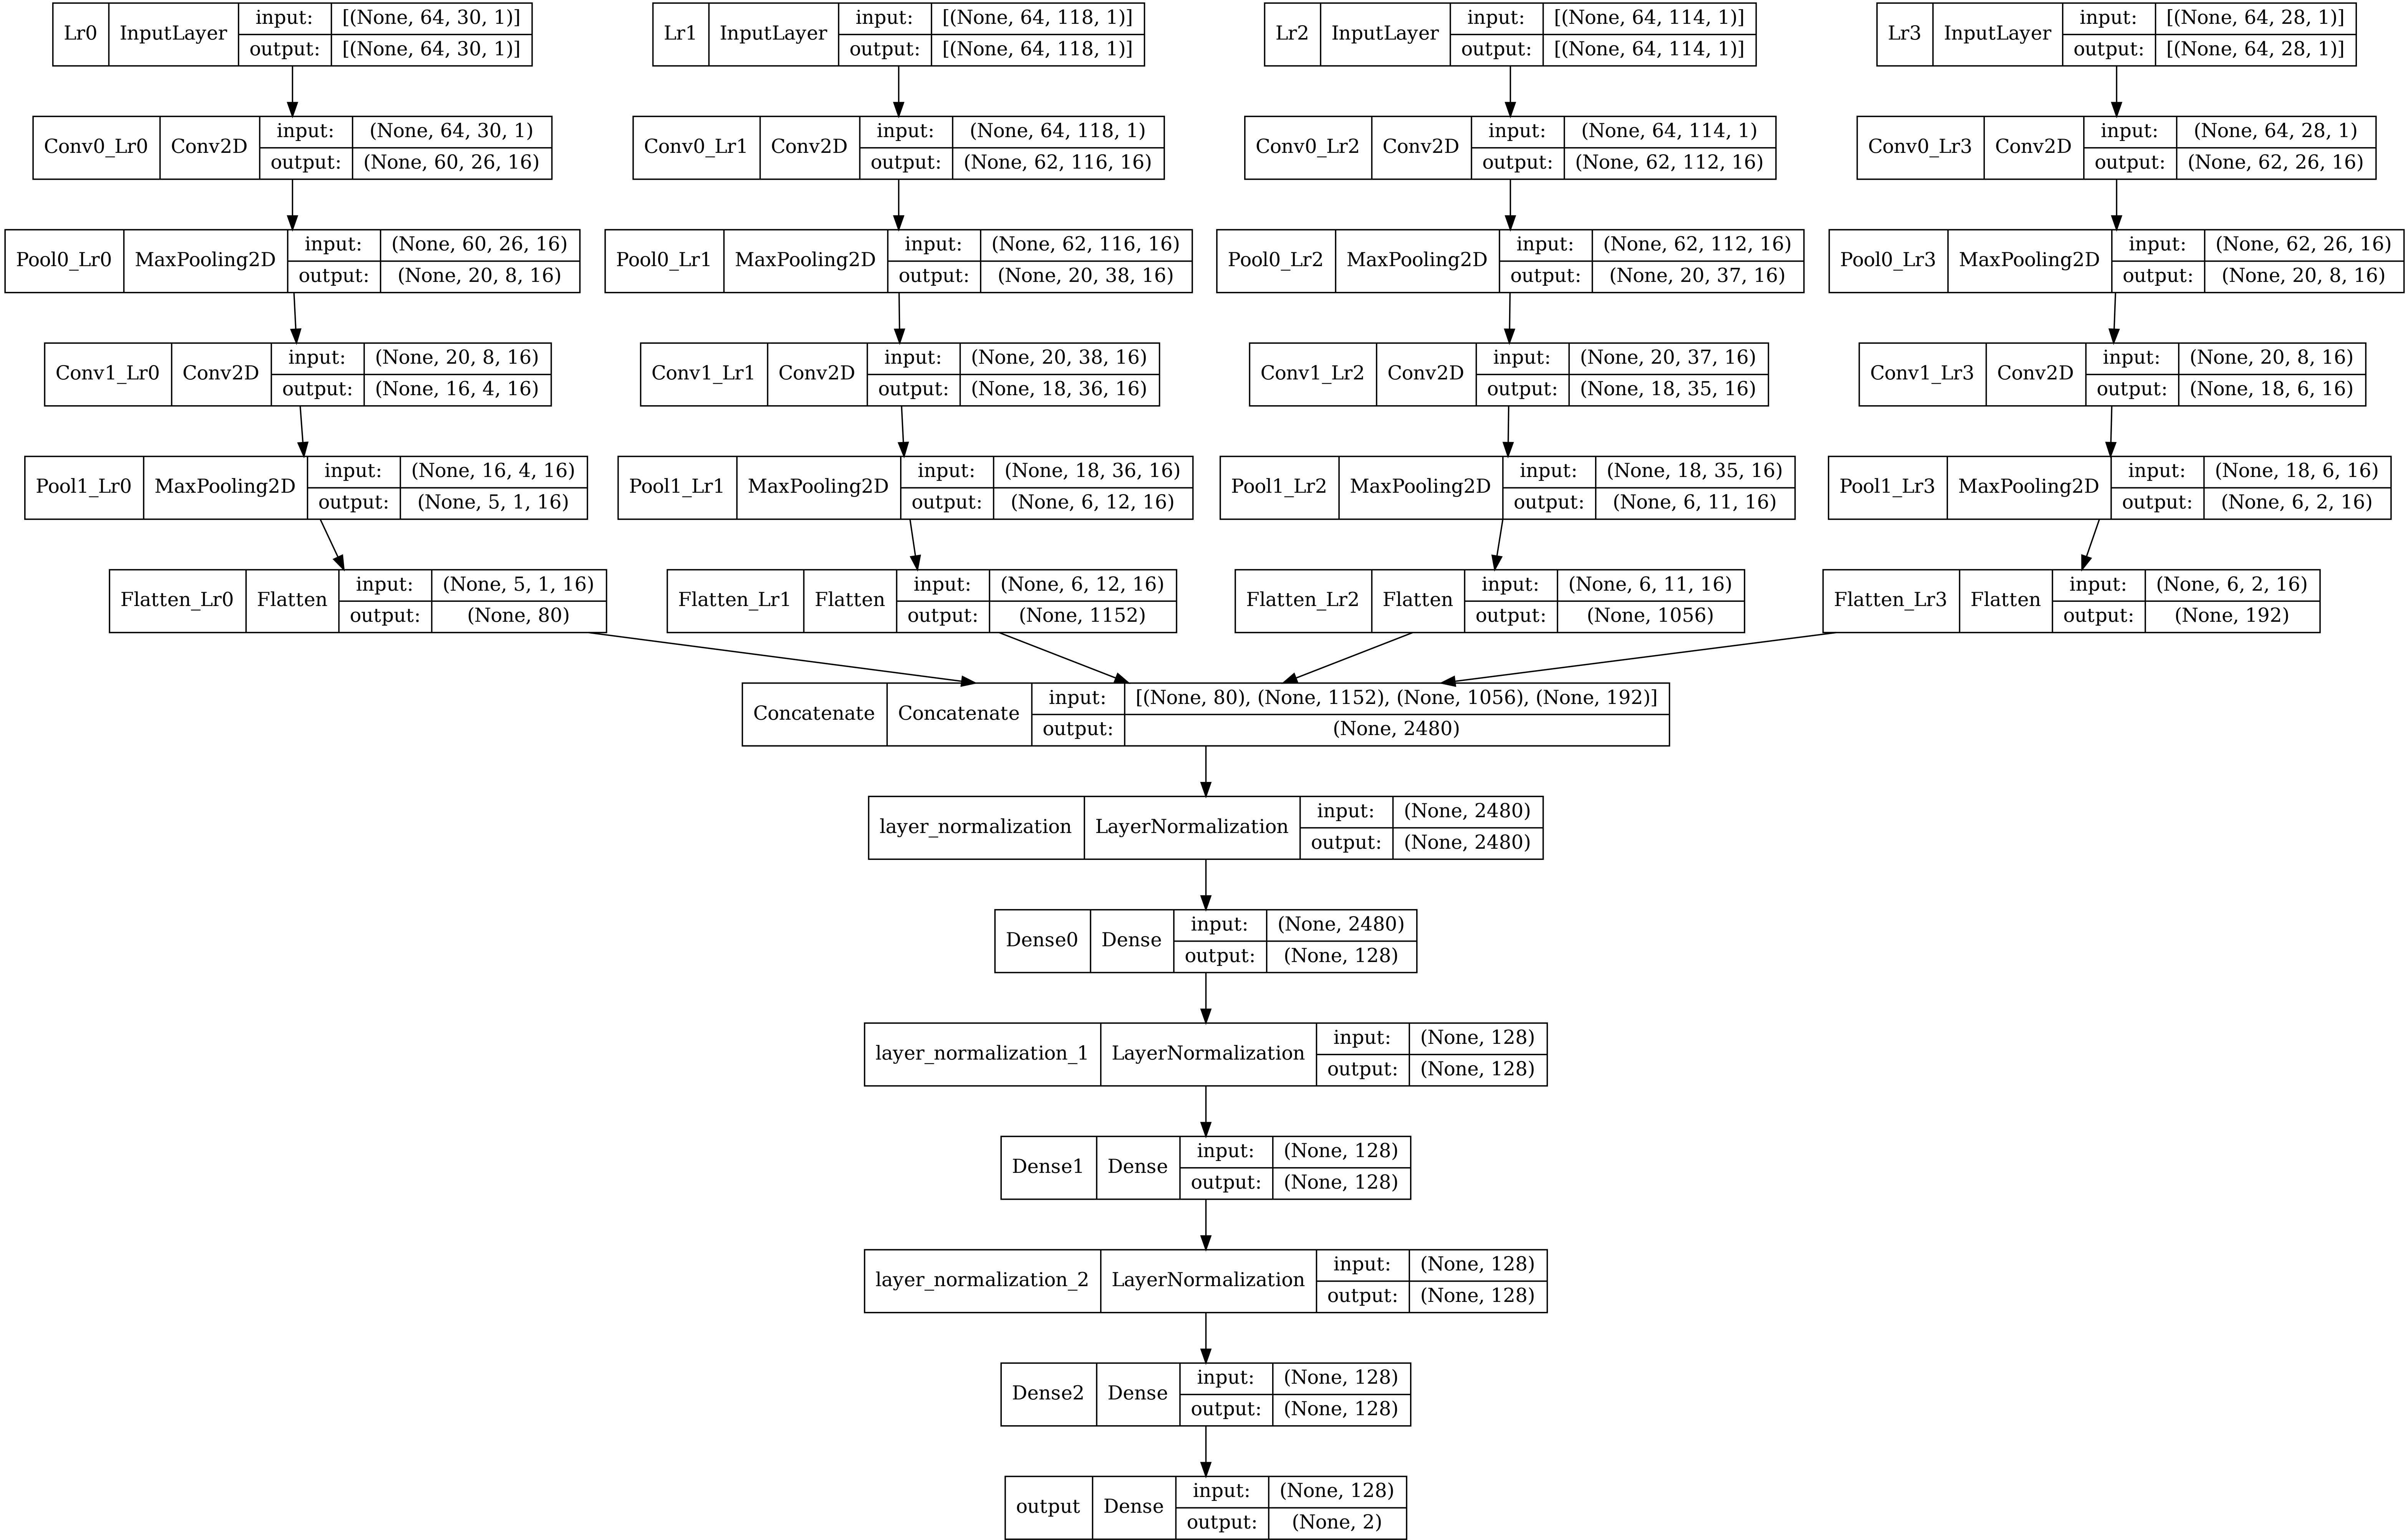 Lr0 InputLayer input: [(None, 64, 30, 1)]
output: [(None, 64, 30, 1)]
Lr1 InputLayer input: [(None, 64, 118, 1)]
output: [(None, 64, 118, 1)]
Lr2 InputLayer input: [(None, 64, 114, 1)]
output: [(None, 64, 114, 1)]
Lr3 InputLayer input: [(None, 64, 28, 1)]
output: [(None, 64, 28, 1)]
Conv0_Lr0 Conv2D input: (None, 64, 30, 1)
output: (None, 60, 26, 16)
Conv0_Lr1 Conv2D input: (None, 64, 118, 1)
output: (None, 62, 116, 16)
Conv0_Lr2 Conv2D input: (None, 64, 114, 1)
output: (None, 62, 112, 16)
Conv0_Lr3 Conv2D input: (None, 64, 28, 1)
output: (None, 62, 26, 16)
Pool0_Lr0 MaxPooling2D input: (None, 60, 26, 16)
output: (None, 20, 8, 16)
Pool0_Lr1 MaxPooling2D input: (None, 62, 116, 16)
output: (None, 20, 38, 16)
Pool0_Lr2 MaxPooling2D input: (None, 62, 112, 16)
output: (None, 20, 37, 16)
Pool0_Lr3 MaxPooling2D input: (None, 62, 26, 16)
output: (None, 20, 8, 16)
Conv1_Lr0 Conv2D input: (None, 20, 8, 16)
output: (None, 16, 4, 16)
Conv1_Lr1 Conv2D input: (None, 20, 38, 16)
output: (None, 18, 36, 16)
Conv1_Lr2 Conv2D input: (None, 20, 37, 16)
output: (None, 18, 35, 16)
Conv1_Lr3 Conv2D input: (None, 20, 8, 16)
output: (None, 18, 6, 16)
Pool1_Lr0 MaxPooling2D input: (None, 16, 4, 16)
output: (None, 5, 1, 16)
Pool1_Lr1 MaxPooling2D input: (None, 18, 36, 16)
output: (None, 6, 12, 16)
Pool1_Lr2 MaxPooling2D input: (None, 18, 35, 16)
output: (None, 6, 11, 16)
Pool1_Lr3 MaxPooling2D input: (None, 18, 6, 16)
output: (None, 6, 2, 16)
Flatten_Lr0 Flatten input: (None, 5, 1, 16)
output: (None, 80)
Flatten_Lr1 Flatten input: (None, 6, 12, 16)
output: (None, 1152)
Flatten_Lr2 Flatten input: (None, 6, 11, 16)
output: (None, 1056)
Flatten_Lr3 Flatten input: (None, 6, 2, 16)
output: (None, 192)
Concatenate Concatenate input: [(None, 80), (None, 1152), (None, 1056), (None, 192)]
output: (None, 2480)
layer_normalization LayerNormalization input: (None, 2480)
output: (None, 2480)
Dense0 Dense input: (None, 2480)
output: (None, 128)
layer_normalization_1 LayerNormalization input: (None, 128)
output: (None, 128)
Dense1 Dense input: (None, 128)
output: (None, 128)
layer_normalization_2 LayerNormalization input: (None, 128)
output: (None, 128)
Dense2 Dense input: (None, 128)
output: (None, 128)
output Dense input: (None, 128)
output: (None, 2)